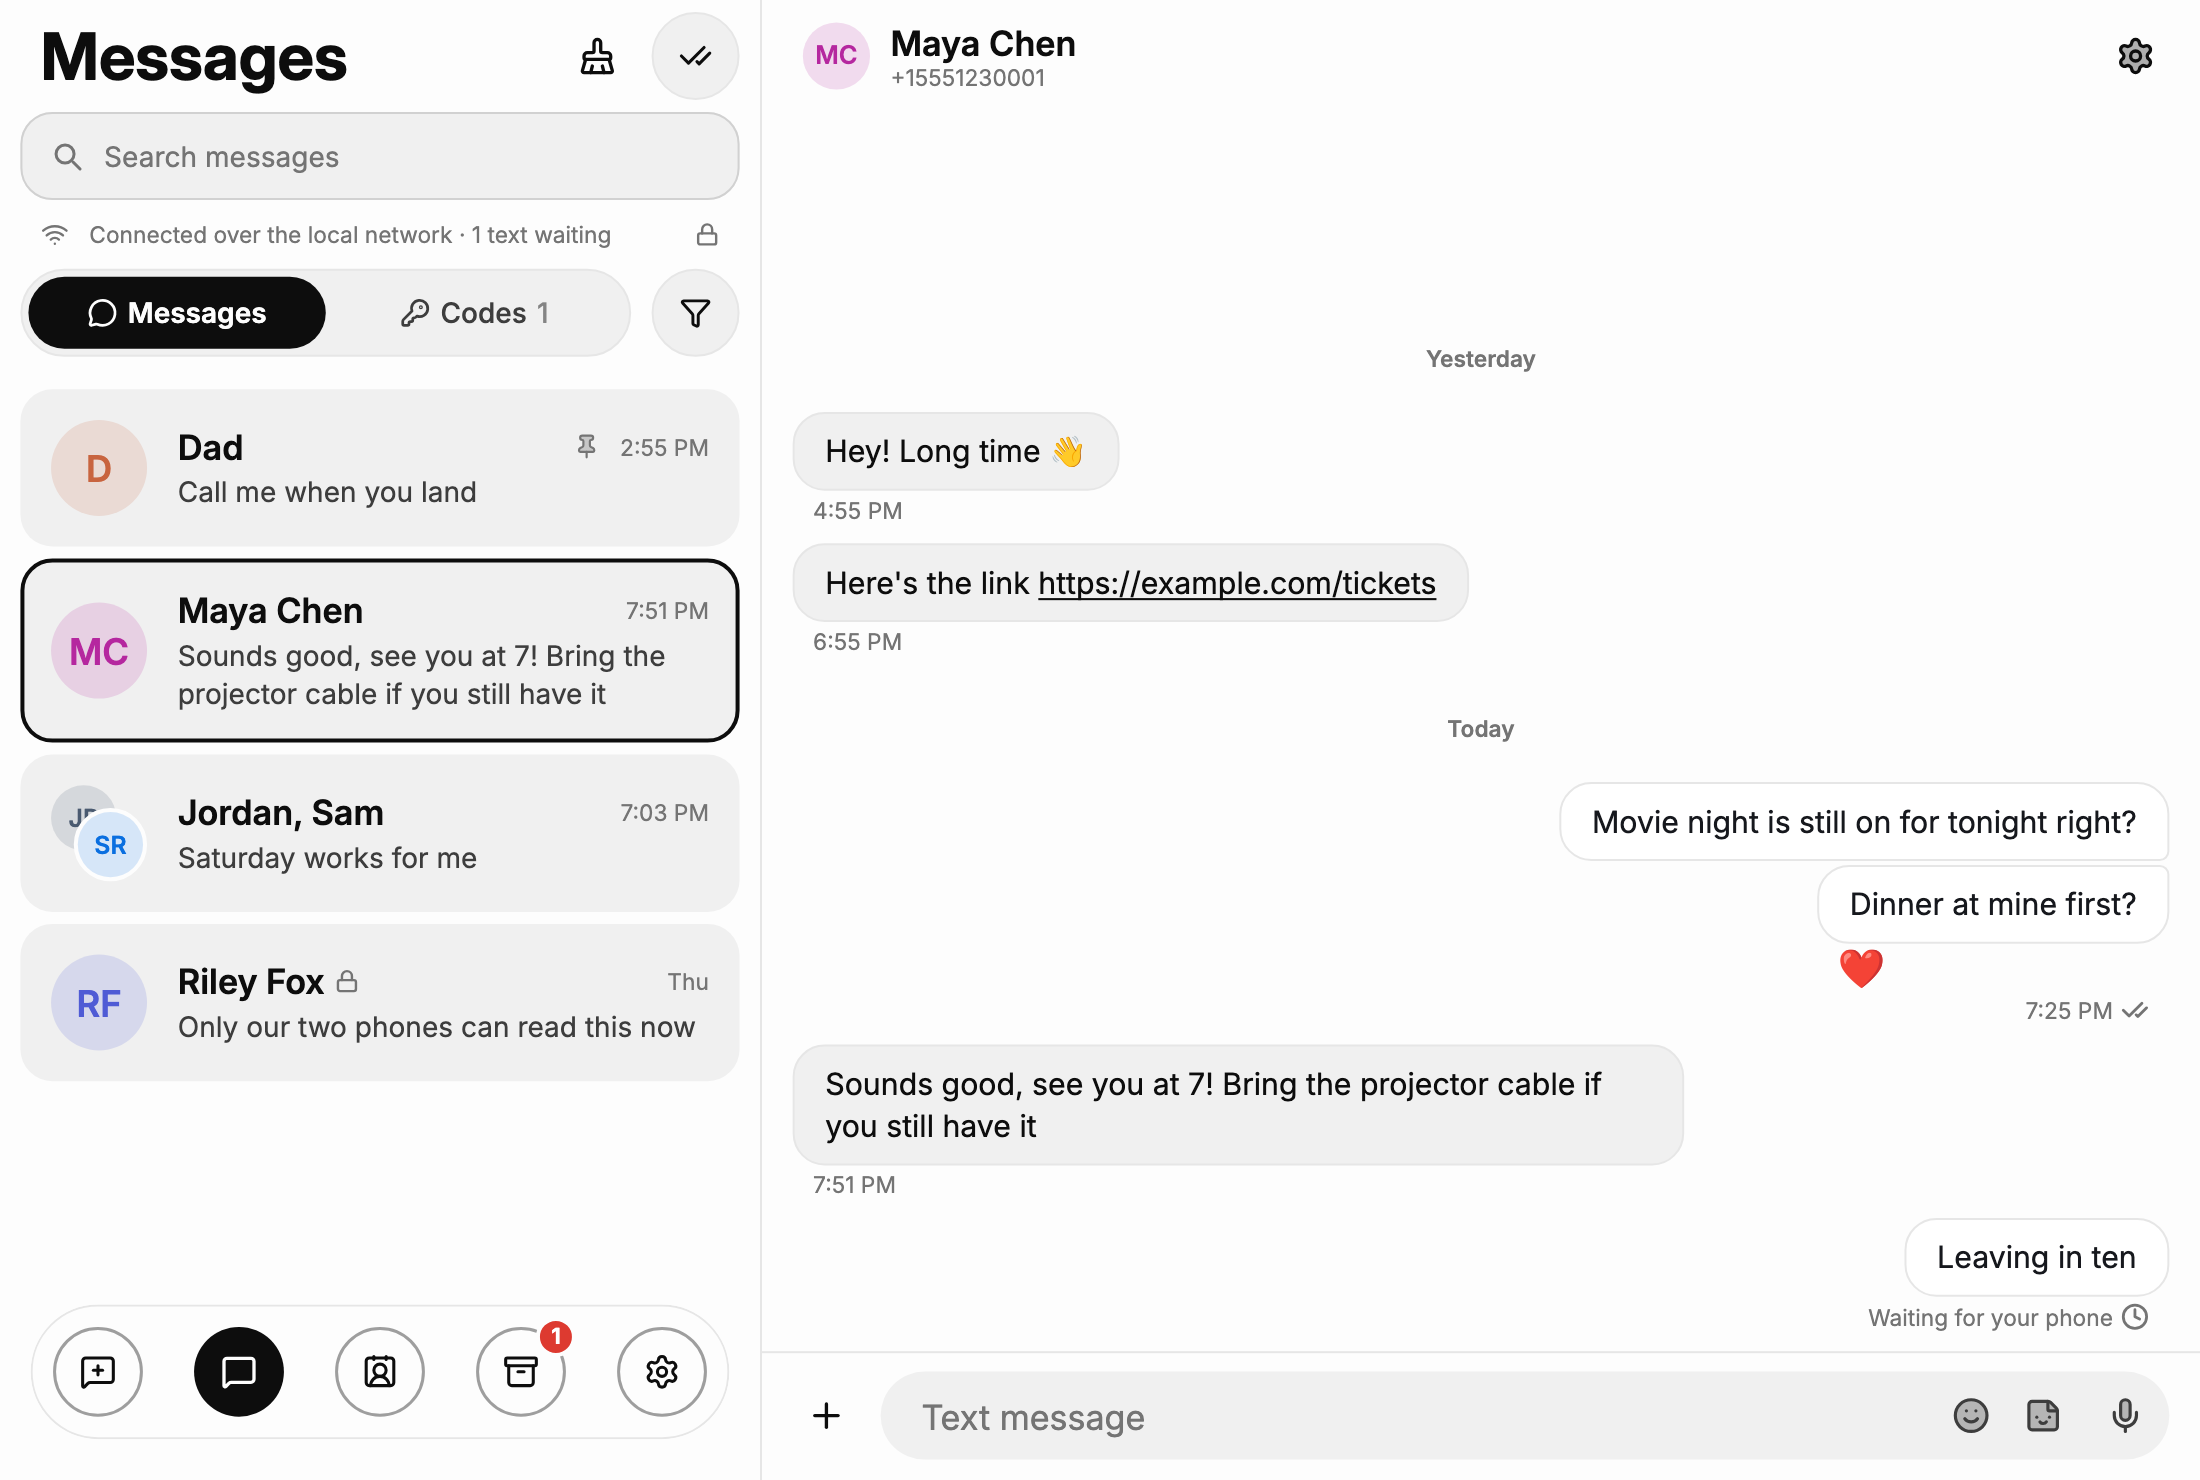 Messages
Search messages
Connected over the local network · 1 text waiting
Messages
Codes 1
D
Dad
2:55 PM
Call me when you land
MC
Maya Chen
7:51 PM
Sounds good, see you at 7! Bring the
projector cable if you still have it
SR
Jordan, Sam
7:03 PM
Saturday works for me
RF
Riley Fox
Thu
Only our two phones can read this now
1
MC
Maya Chen
+15551230001
Yesterday
Hey! Long time 👋
4:55 PM
Here's the link https://example.com/tickets
6:55 PM
Today
Movie night is still on for tonight right?
Dinner at mine first?
❤️
7:25 PM
Sounds good, see you at 7! Bring the projector cable if
you still have it
7:51 PM
Leaving in ten
Waiting for your phone
Text message